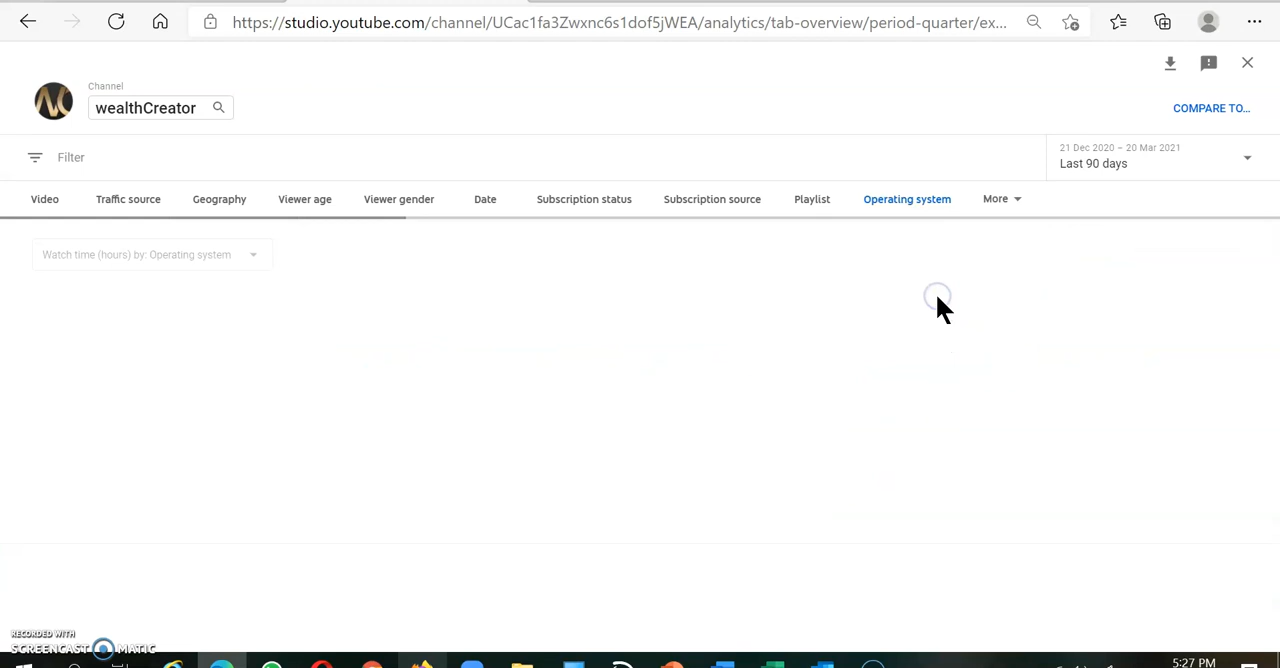 https://studio.youtube.com/channel/UCac1fa3Zwxnc6s1dof5jWEA/analytics/tab-overview/period-quarter/ex...
Channel
wealthCreator
COMPARE TO...
Filter
21 Dec 2020 – 20 Mar 2021
Last 90 days
Video Traffic source Geography Viewer age Viewer gender Date Subscription status Subscription source Playlist Operating system More
Watch time (hours) by: Operating system
RECORDED WITH
SCREENCAST MATIC
5:27 PM